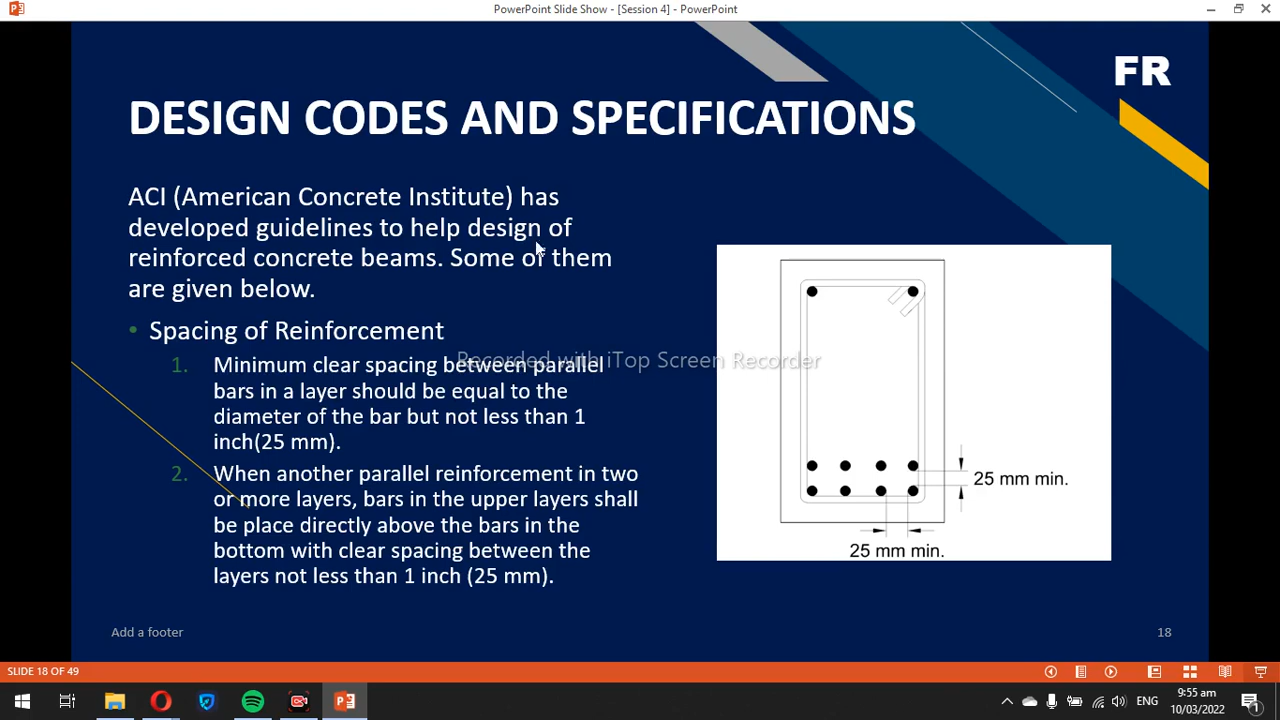 PowerPoint Slide Show - [Session 4] - PowerPoint
FR
DESIGN CODES AND SPECIFICATIONS
ACI (American Concrete Institute) has
developed guidelines to help design of
reinforced concrete beams. Some of them
are given below.
• Spacing of Reinforcement
1. Minimum clear spacing between parallel
bars in a layer should be equal to the
diameter of the bar but not less than 1
inch(25 mm).
2. When another parallel reinforcement in two
or more layers, bars in the upper layers shall
be place directly above the bars in the
bottom with clear spacing between the
layers not less than 1 inch (25 mm).
Recorded with iTop Screen Recorder
25 mm min.
25 mm min.
Add a footer
18
SLIDE 18 OF 49
ENG
9:55 am
10/03/2022
1